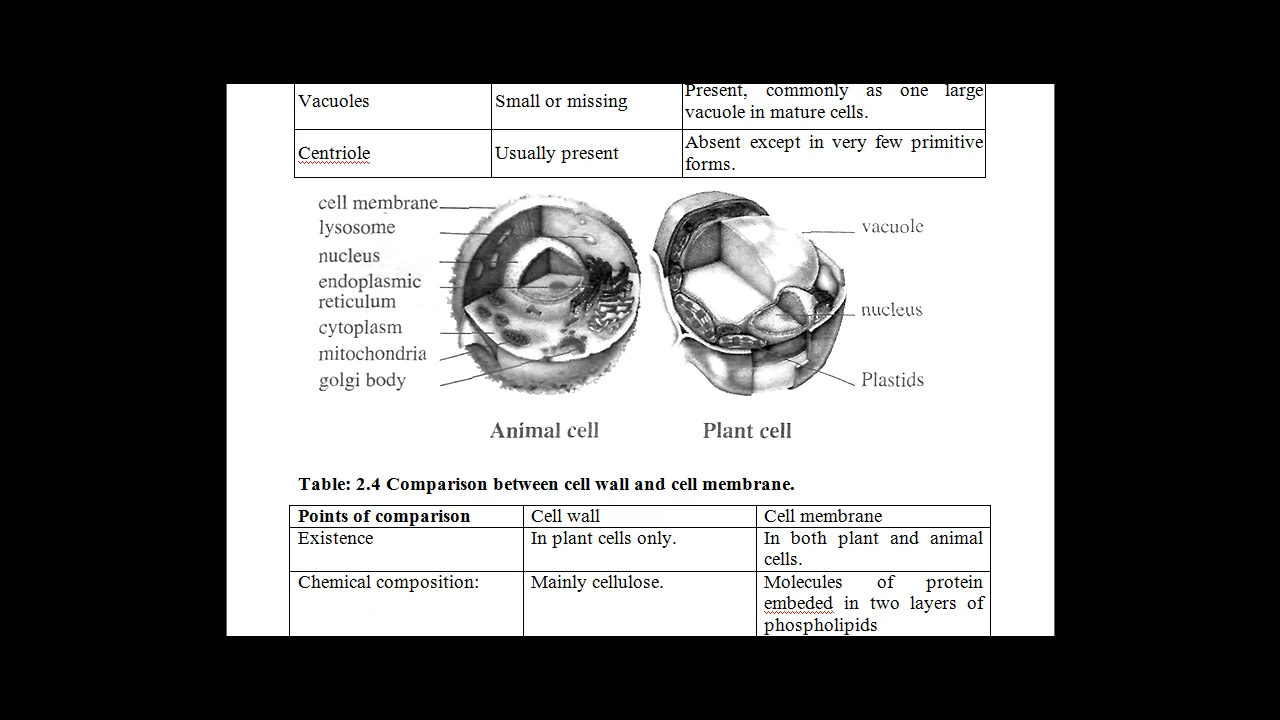 Vacuoles
Small or missing
Present, commonly as one large
vacuole in mature cells.
Centriole
Usually present
Absent except in very few primitive
forms.
cell membrane
lysosome
nucleus
endoplasmic
reticulum
cytoplasm
mitochondria
golgi body
vacuole
nucleus
Plastids
Animal cell
Plant cell
Table: 2.4 Comparison between cell wall and cell membrane.
Points of comparison
Cell wall
Cell membrane
Existence
In plant cells only.
In both plant and animal
cells.
Chemical composition:
Mainly cellulose.
Molecules of protein
embeded in two layers of
phospholipids